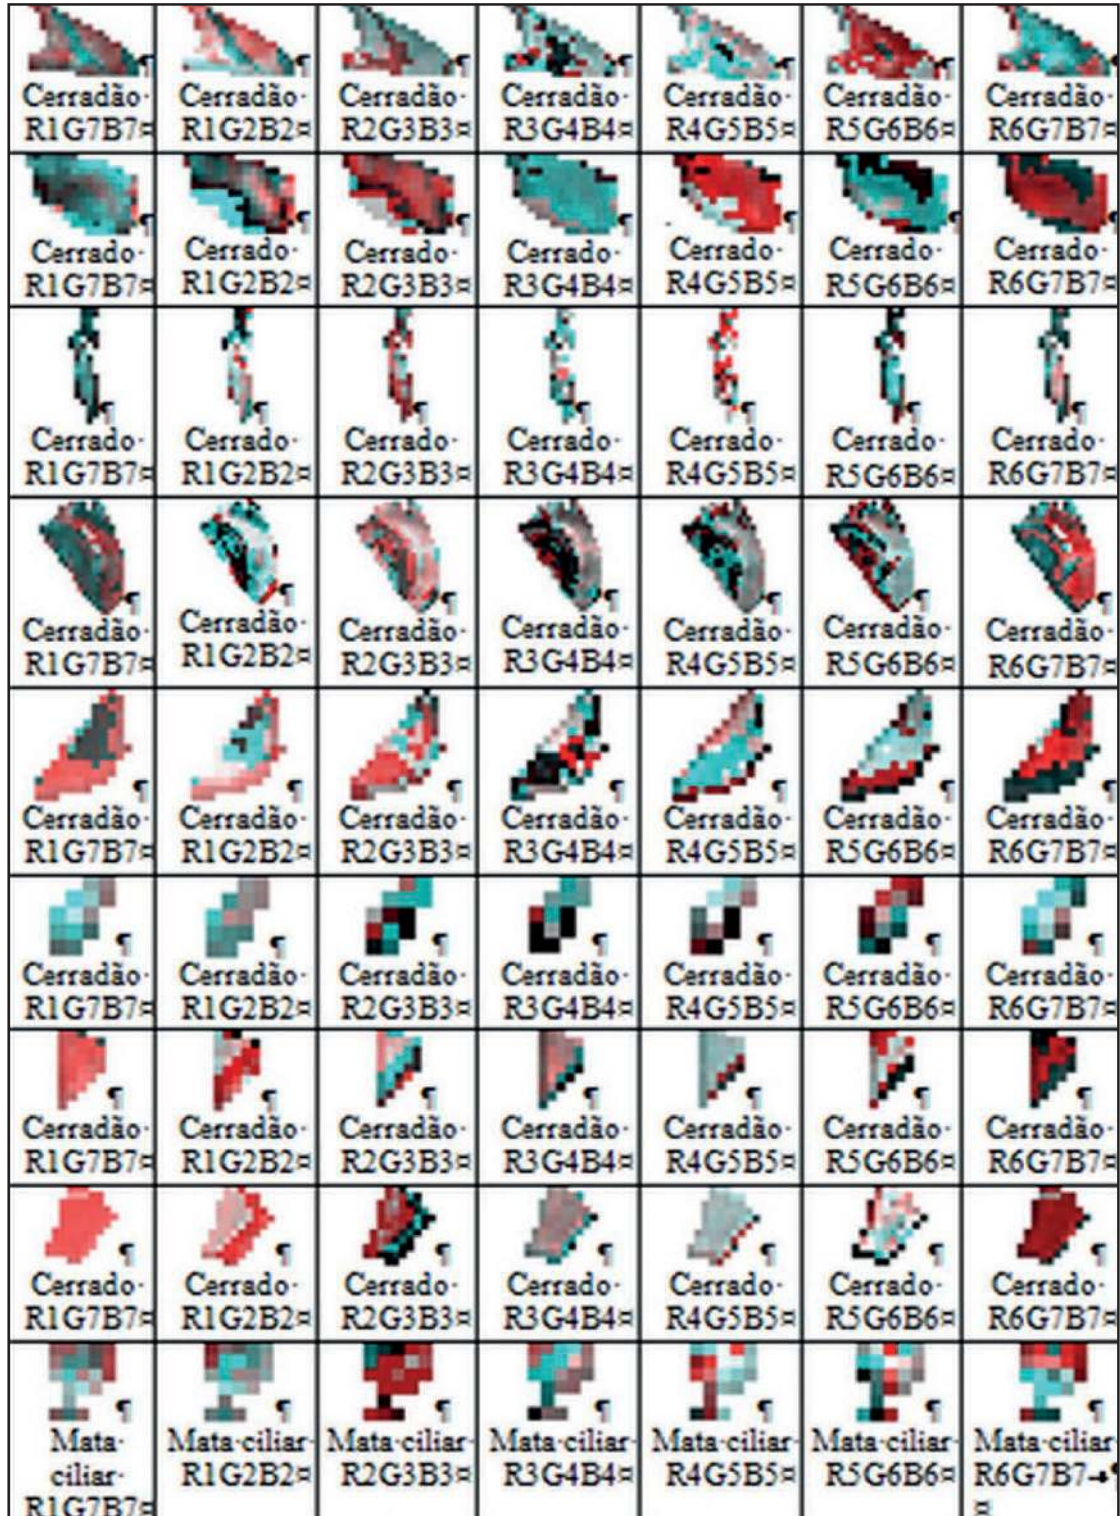 Cerradão· Cerradão· Cerradão· Cerradão· Cerradão· Cerradão· Cerradão·
R1G7B7¤ R1G2B2¤ R2G3B3¤ R3G4B4¤ R4G5B5¤ R5G6B6¤ R6G7B7¤
Cerrado· Cerrado· Cerrado· Cerrado· Cerrado· Cerrado· Cerrado·
R1G7B7¤ R1G2B2¤ R2G3B3¤ R3G4B4¤ R4G5B5¤ R5G6B6¤ R6G7B7¤
Cerrado· Cerrado· Cerrado· Cerrado· Cerrado· Cerrado· Cerrado·
R1G7B7¤ R1G2B2¤ R2G3B3¤ R3G4B4¤ R4G5B5¤ R5G6B6¤ R6G7B7¤
Cerradão· Cerradão· Cerradão· Cerradão· Cerradão· Cerradão· Cerradão·
R1G7B7¤ R1G2B2¤ R2G3B3¤ R3G4B4¤ R4G5B5¤ R5G6B6¤ R6G7B7¤
Cerradão· Cerradão· Cerradão· Cerradão· Cerradão· Cerradão· Cerradão·
R1G7B7¤ R1G2B2¤ R2G3B3¤ R3G4B4¤ R4G5B5¤ R5G6B6¤ R6G7B7¤
Cerradão· Cerradão· Cerradão· Cerradão· Cerradão· Cerradão· Cerradão·
R1G7B7¤ R1G2B2¤ R2G3B3¤ R3G4B4¤ R4G5B5¤ R5G6B6¤ R6G7B7¤
Cerradão· Cerradão· Cerradão· Cerradão· Cerradão· Cerradão· Cerradão·
R1G7B7¤ R1G2B2¤ R2G3B3¤ R3G4B4¤ R4G5B5¤ R5G6B6¤ R6G7B7¤
Cerrado· Cerrado· Cerrado· Cerrado· Cerrado· Cerrado· Cerrado·
R1G7B7¤ R1G2B2¤ R2G3B3¤ R3G4B4¤ R4G5B5¤ R5G6B6¤ R6G7B7¤
Mata· Mata·ciliar· Mata·ciliar· Mata·ciliar· Mata·ciliar· Mata·ciliar· Mata·ciliar·
ciliar· R1G2B2¤ R2G3B3¤ R3G4B4¤ R4G5B5¤ R5G6B6¤ R6G7B7→¶
R1G7B7¤ ¤